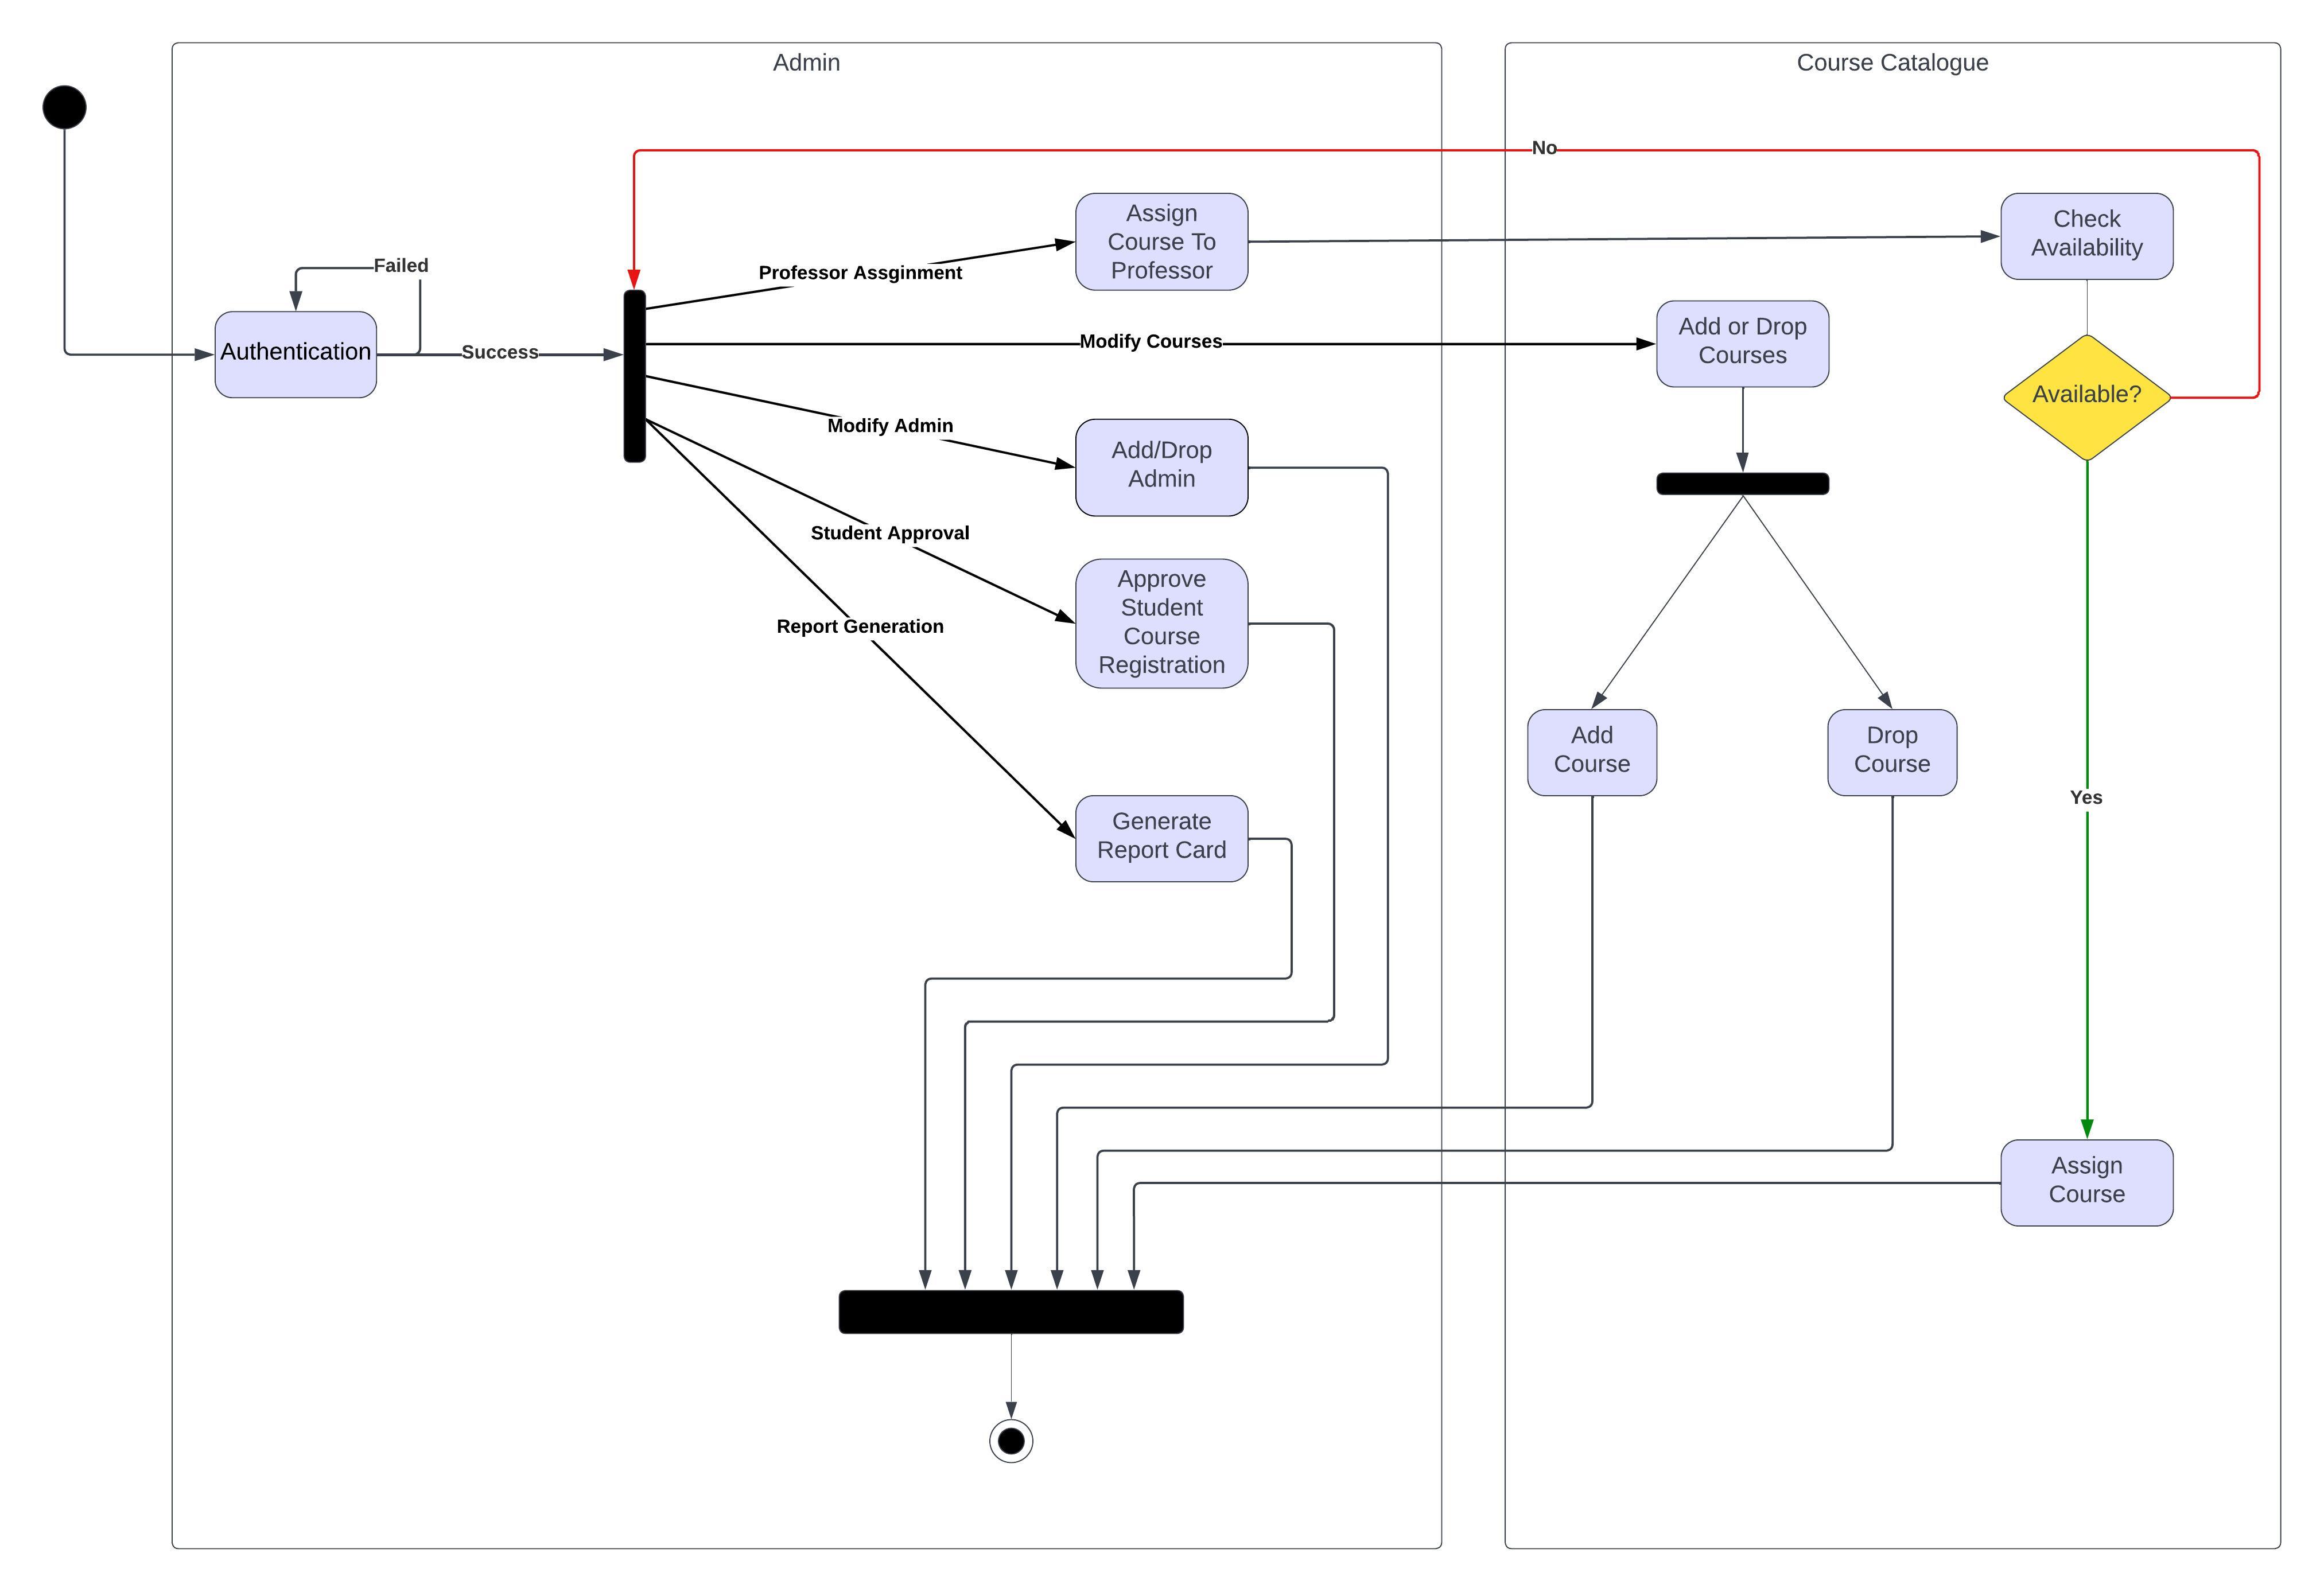 Admin
Course Catalogue
No
Assign
Course To
Professor
Check
Availability
Failed
Professor Assginment
Authentication
Success
Modify Courses
Add or Drop
Courses
Available?
Modify Admin
Add/Drop
Admin
Student Approval
Approve
Student
Course
Registration
Report Generation
Add
Course
Drop
Course
Yes
Generate
Report Card
Assign
Course